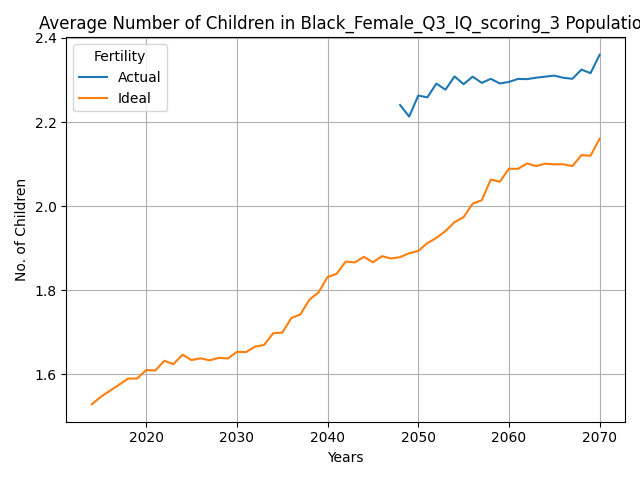 Average Number of Children in Black_Female_Q3_IQ_scoring_3 Populatio
Fertility
Actual
Ideal
No. of Children
2.4
2.2
2.0
1.8
1.6
2020 2030 2040 2050 2060 2070
Years